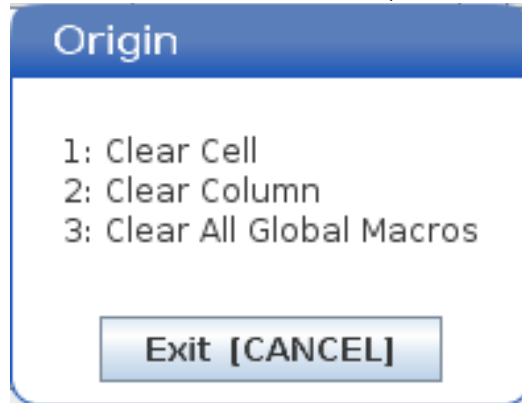 Origin
1: Clear Cell
2: Clear Column
3: Clear All Global Macros
Exit [CANCEL]